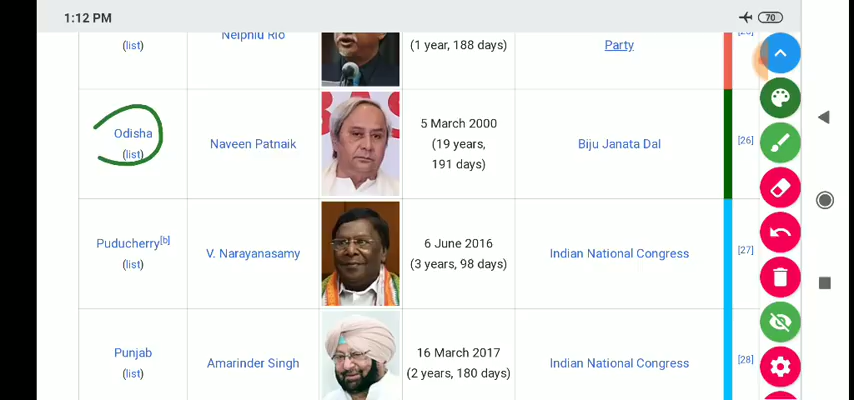 1:12 PM
70
Neiphiu Rio
(list)
(1 year, 188 days)
Party
Odisha
(list)
Naveen Patnaik
5 March 2000
(19 years,
191 days)
Biju Janata Dal
[26]
Puducherry[b]
(list)
V. Narayanasamy
6 June 2016
(3 years, 98 days)
Indian National Congress
[27]
Punjab
(list)
Amarinder Singh
16 March 2017
(2 years, 180 days)
Indian National Congress
[28]